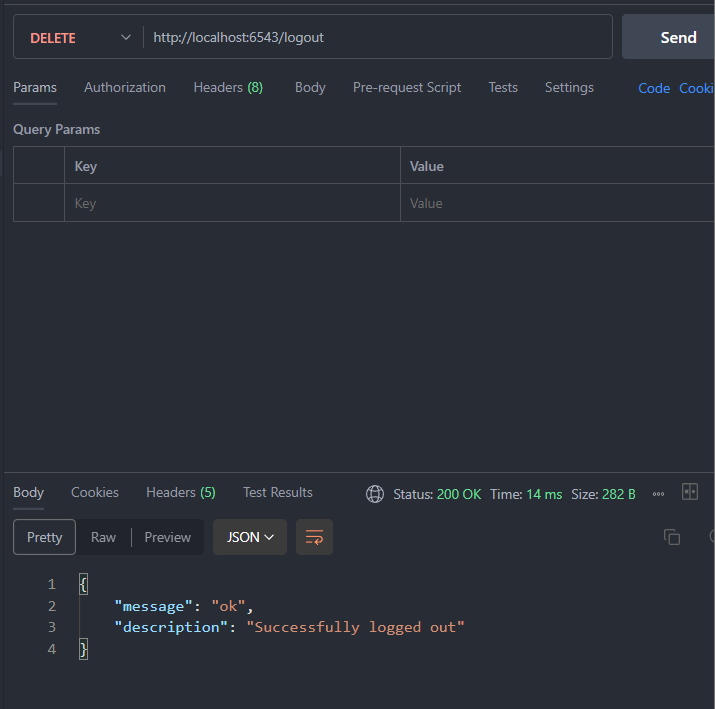 DELETE http://localhost:6543/logout Send
Params Authorization Headers (8) Body Pre-request Script Tests Settings Code Cooki
Query Params
Key Value
Key Value
Body Cookies Headers (5) Test Results Status: 200 OK Time: 14 ms Size: 282 B
Pretty Raw Preview JSON
1 {
2 "message": "ok",
3 "description": "Successfully logged out"
4 }